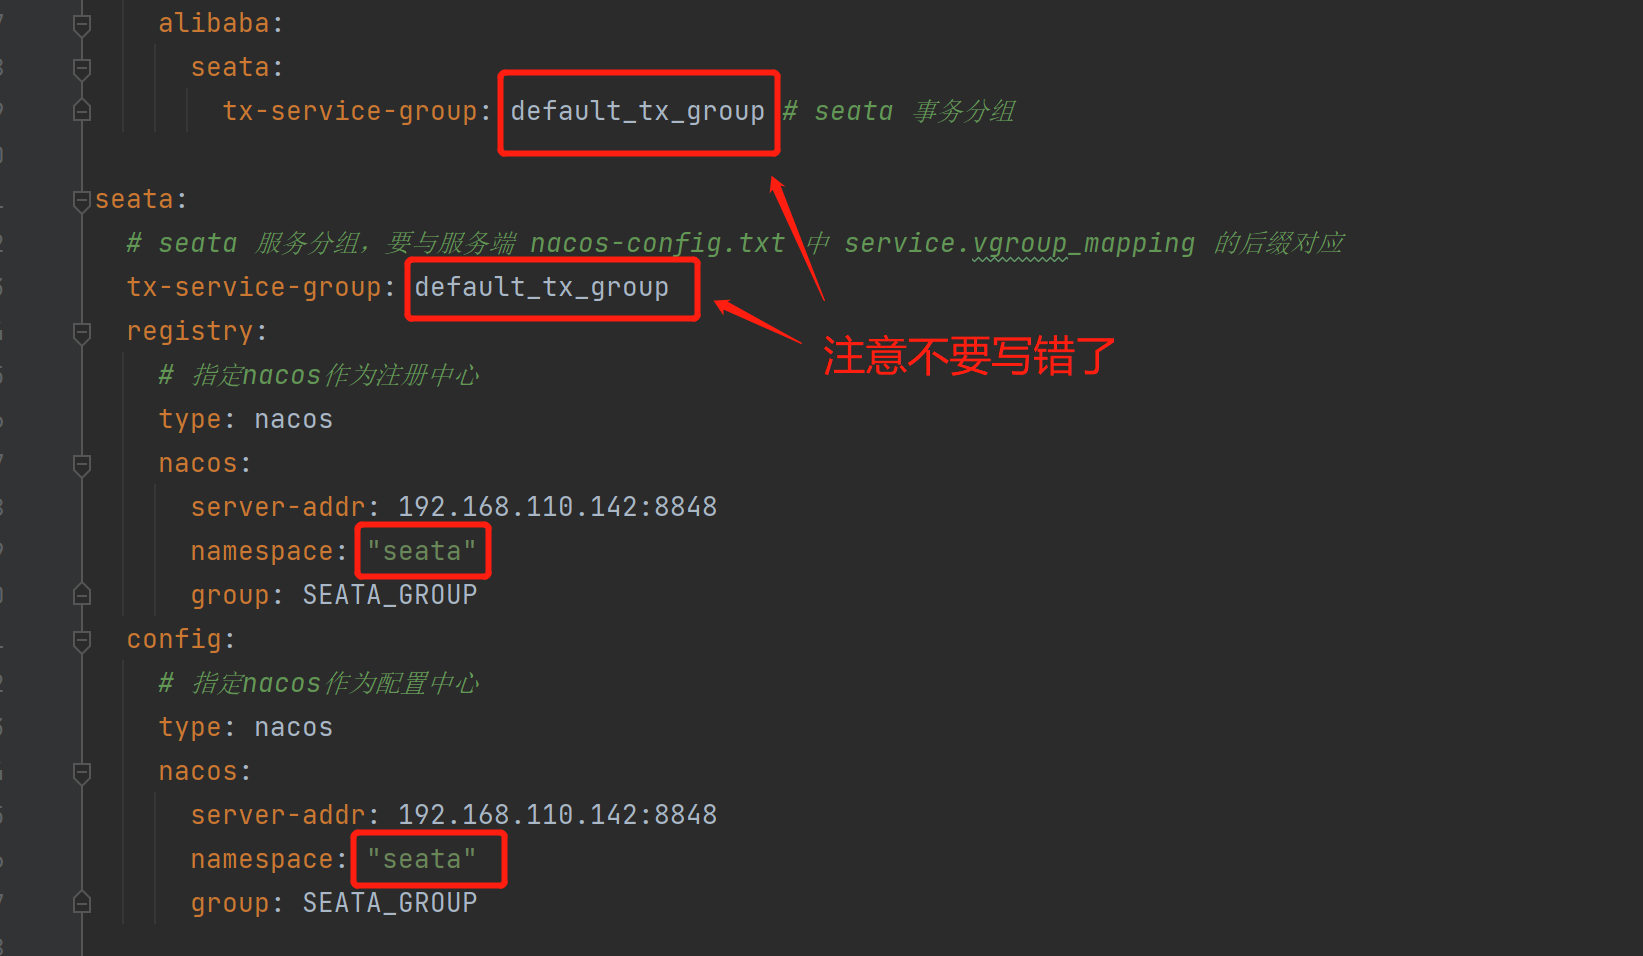 alibaba:
seata:
tx-service-group: default_tx_group # seata 事务分组
seata:
# seata 服务分组，要与服务端 nacos-config.txt 中 service.vgroup_mapping 的后缀对应
tx-service-group: default_tx_group
registry:
注意不要写错了
# 指定nacos作为注册中心
type: nacos
nacos:
server-addr: 192.168.110.142:8848
namespace: "seata"
group: SEATA_GROUP
config:
# 指定nacos作为配置中心
type: nacos
nacos:
server-addr: 192.168.110.142:8848
namespace: "seata"
group: SEATA_GROUP